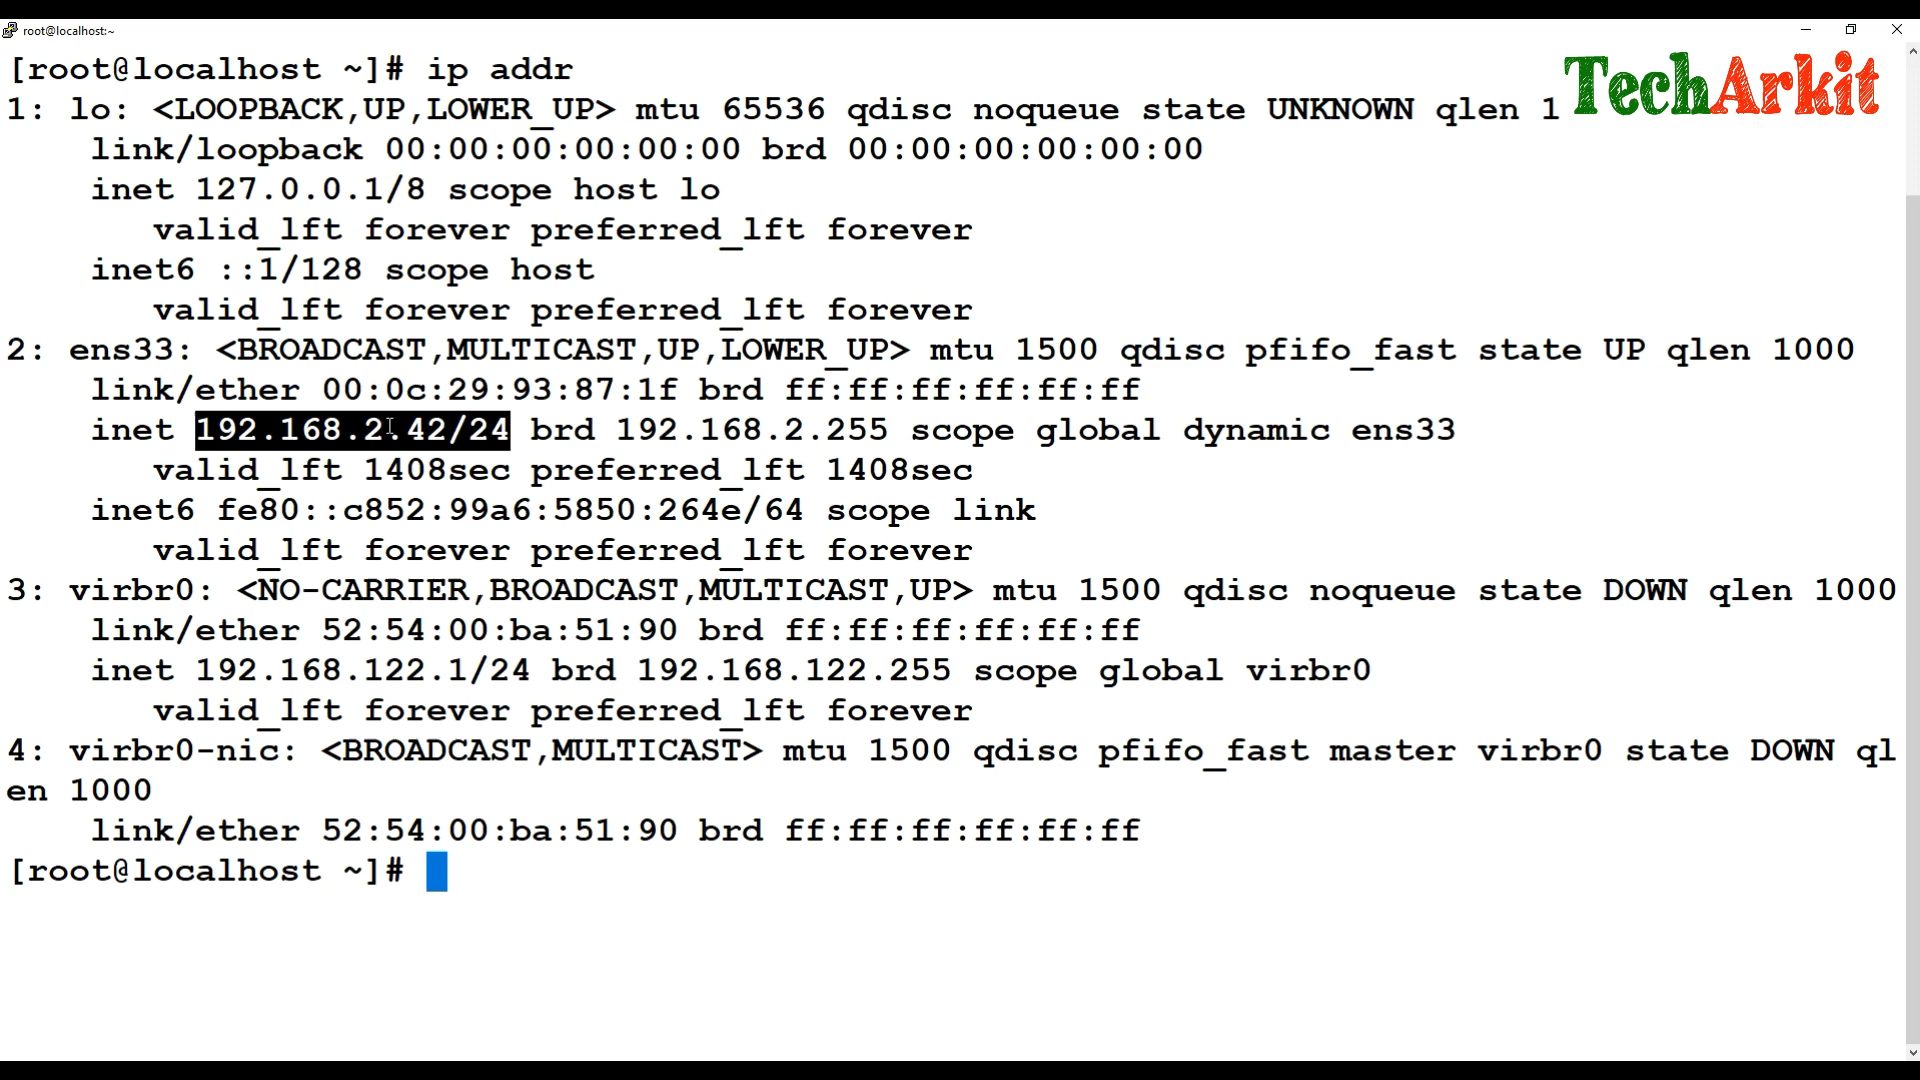 root@localhost:~
TechArkit
[root@localhost ~]# ip addr
1: lo: <LOOPBACK,UP,LOWER_UP> mtu 65536 qdisc noqueue state UNKNOWN qlen 1
    link/loopback 00:00:00:00:00:00 brd 00:00:00:00:00:00
    inet 127.0.0.1/8 scope host lo
       valid_lft forever preferred_lft forever
    inet6 ::1/128 scope host
       valid_lft forever preferred_lft forever
2: ens33: <BROADCAST,MULTICAST,UP,LOWER_UP> mtu 1500 qdisc pfifo_fast state UP qlen 1000
    link/ether 00:0c:29:93:87:1f brd ff:ff:ff:ff:ff:ff
    inet 192.168.2.42/24 brd 192.168.2.255 scope global dynamic ens33
       valid_lft 1408sec preferred_lft 1408sec
    inet6 fe80::c852:99a6:5850:264e/64 scope link
       valid_lft forever preferred_lft forever
3: virbr0: <NO-CARRIER,BROADCAST,MULTICAST,UP> mtu 1500 qdisc noqueue state DOWN qlen 1000
    link/ether 52:54:00:ba:51:90 brd ff:ff:ff:ff:ff:ff
    inet 192.168.122.1/24 brd 192.168.122.255 scope global virbr0
       valid_lft forever preferred_lft forever
4: virbr0-nic: <BROADCAST,MULTICAST> mtu 1500 qdisc pfifo_fast master virbr0 state DOWN ql
en 1000
    link/ether 52:54:00:ba:51:90 brd ff:ff:ff:ff:ff:ff
[root@localhost ~]#